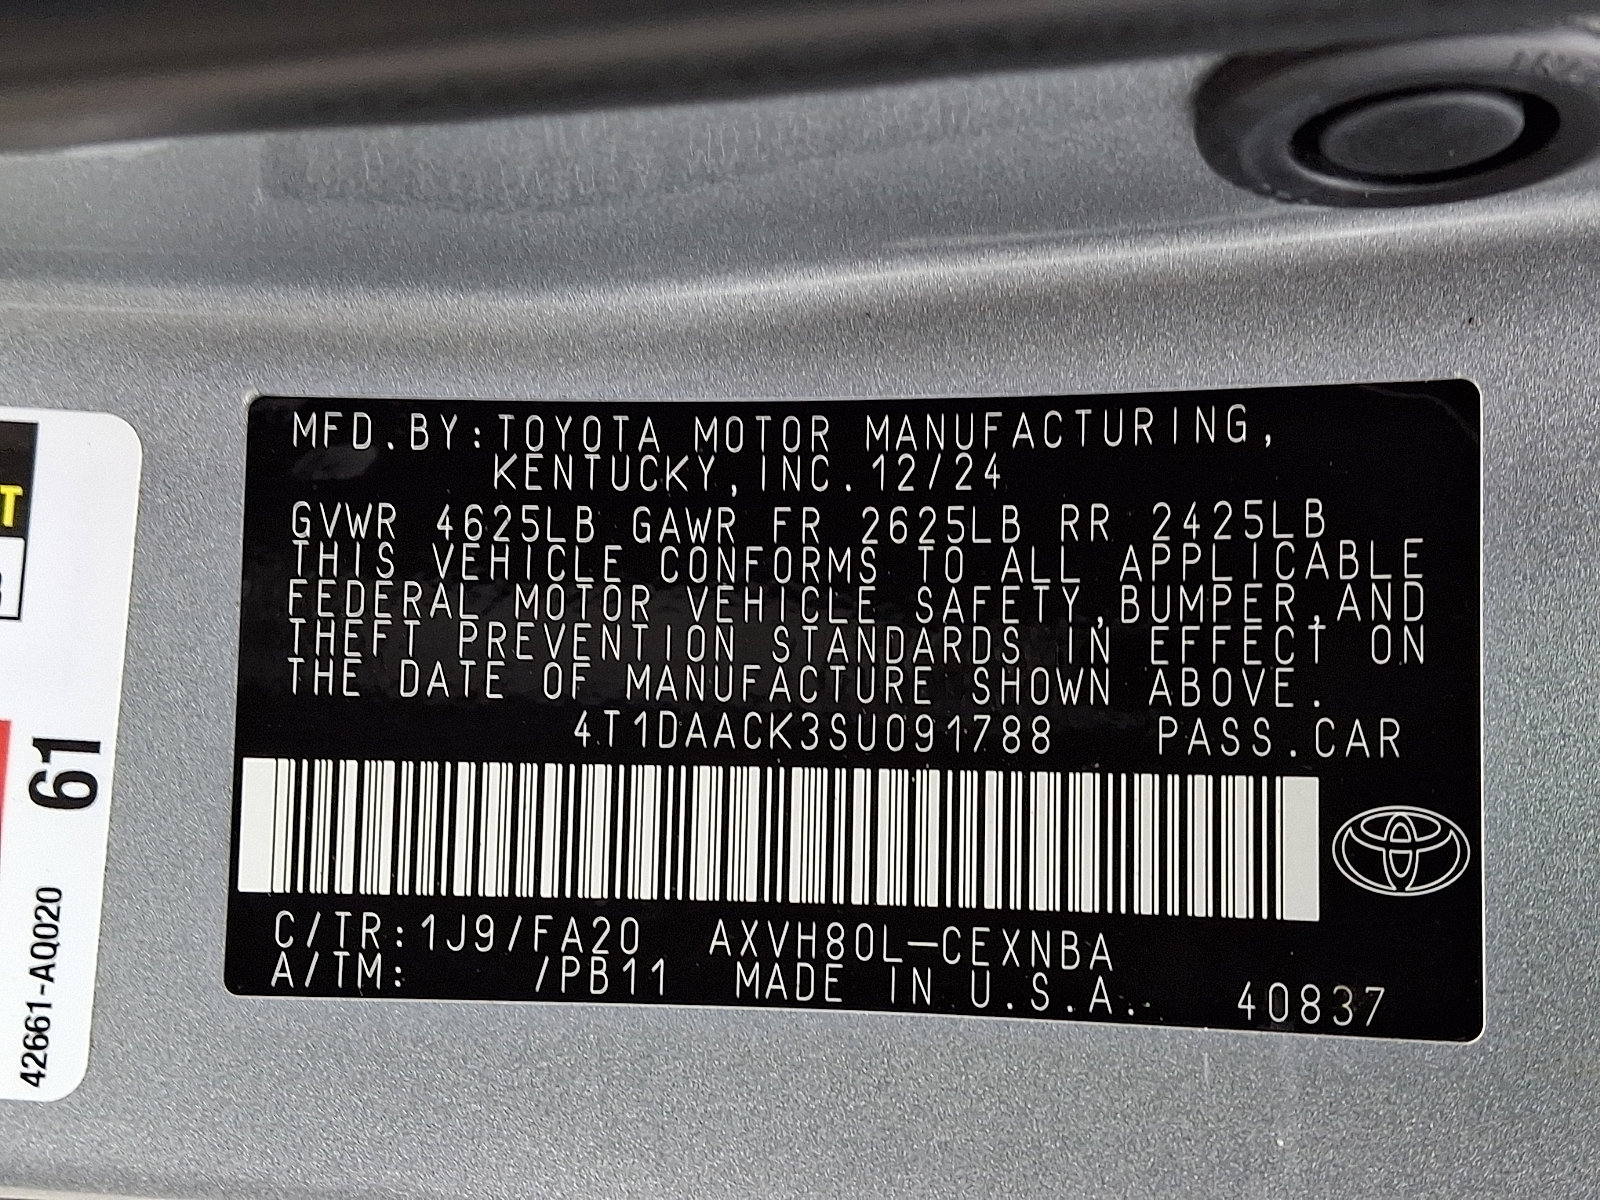 MFD.BY:TOYOTA MOTOR MANUFACTURING,
KENTUCKY,INC.12/24
GVWR 4625LB GAWR FR 2625LB RR 2425LB
THIS VEHICLE CONFORMS TO ALL APPLICABLE
FEDERAL MOTOR VEHICLE SAFETY,BUMPER,AND
THEFT PREVENTION STANDARDS IN EFFECT ON
THE DATE OF MANUFACTURE SHOWN ABOVE.
4T1DAACK3SU091788 PASS.CAR
C/TR:1J9/FA20 AXVH80L-CEXNBA
A/TM: /PB11 MADE IN U.S.A. 40837
T
61
42661-AQ020